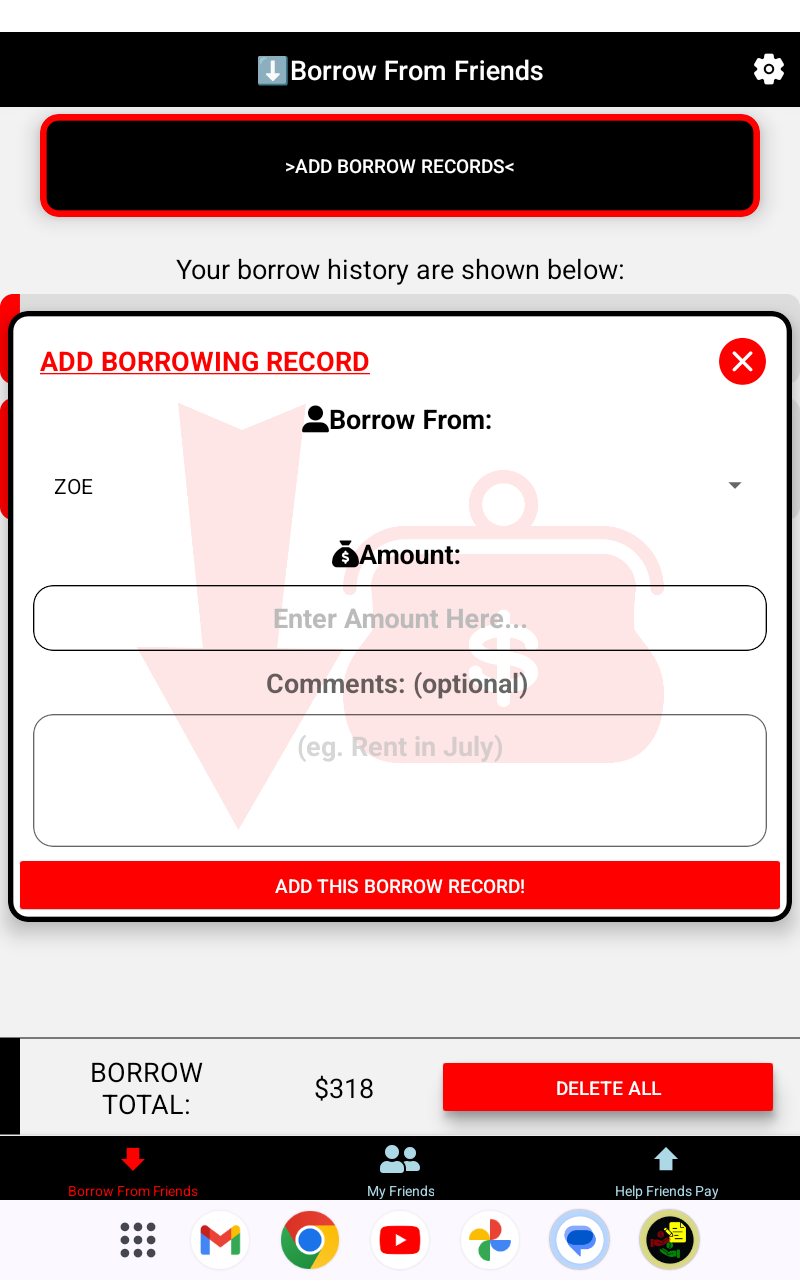 Borrow From Friends
>ADD BORROW RECORDS<
Your borrow history are shown below:
ADD BORROWING RECORD
Borrow From:
ZOE
$
Amount:
Enter Amount Here...
$
Comments: (optional)
(eg. Rent in July)
ADD THIS BORROW RECORD!
BORROW
TOTAL:
$318
DELETE ALL
Borrow From Friends
My Friends
Help Friends Pay